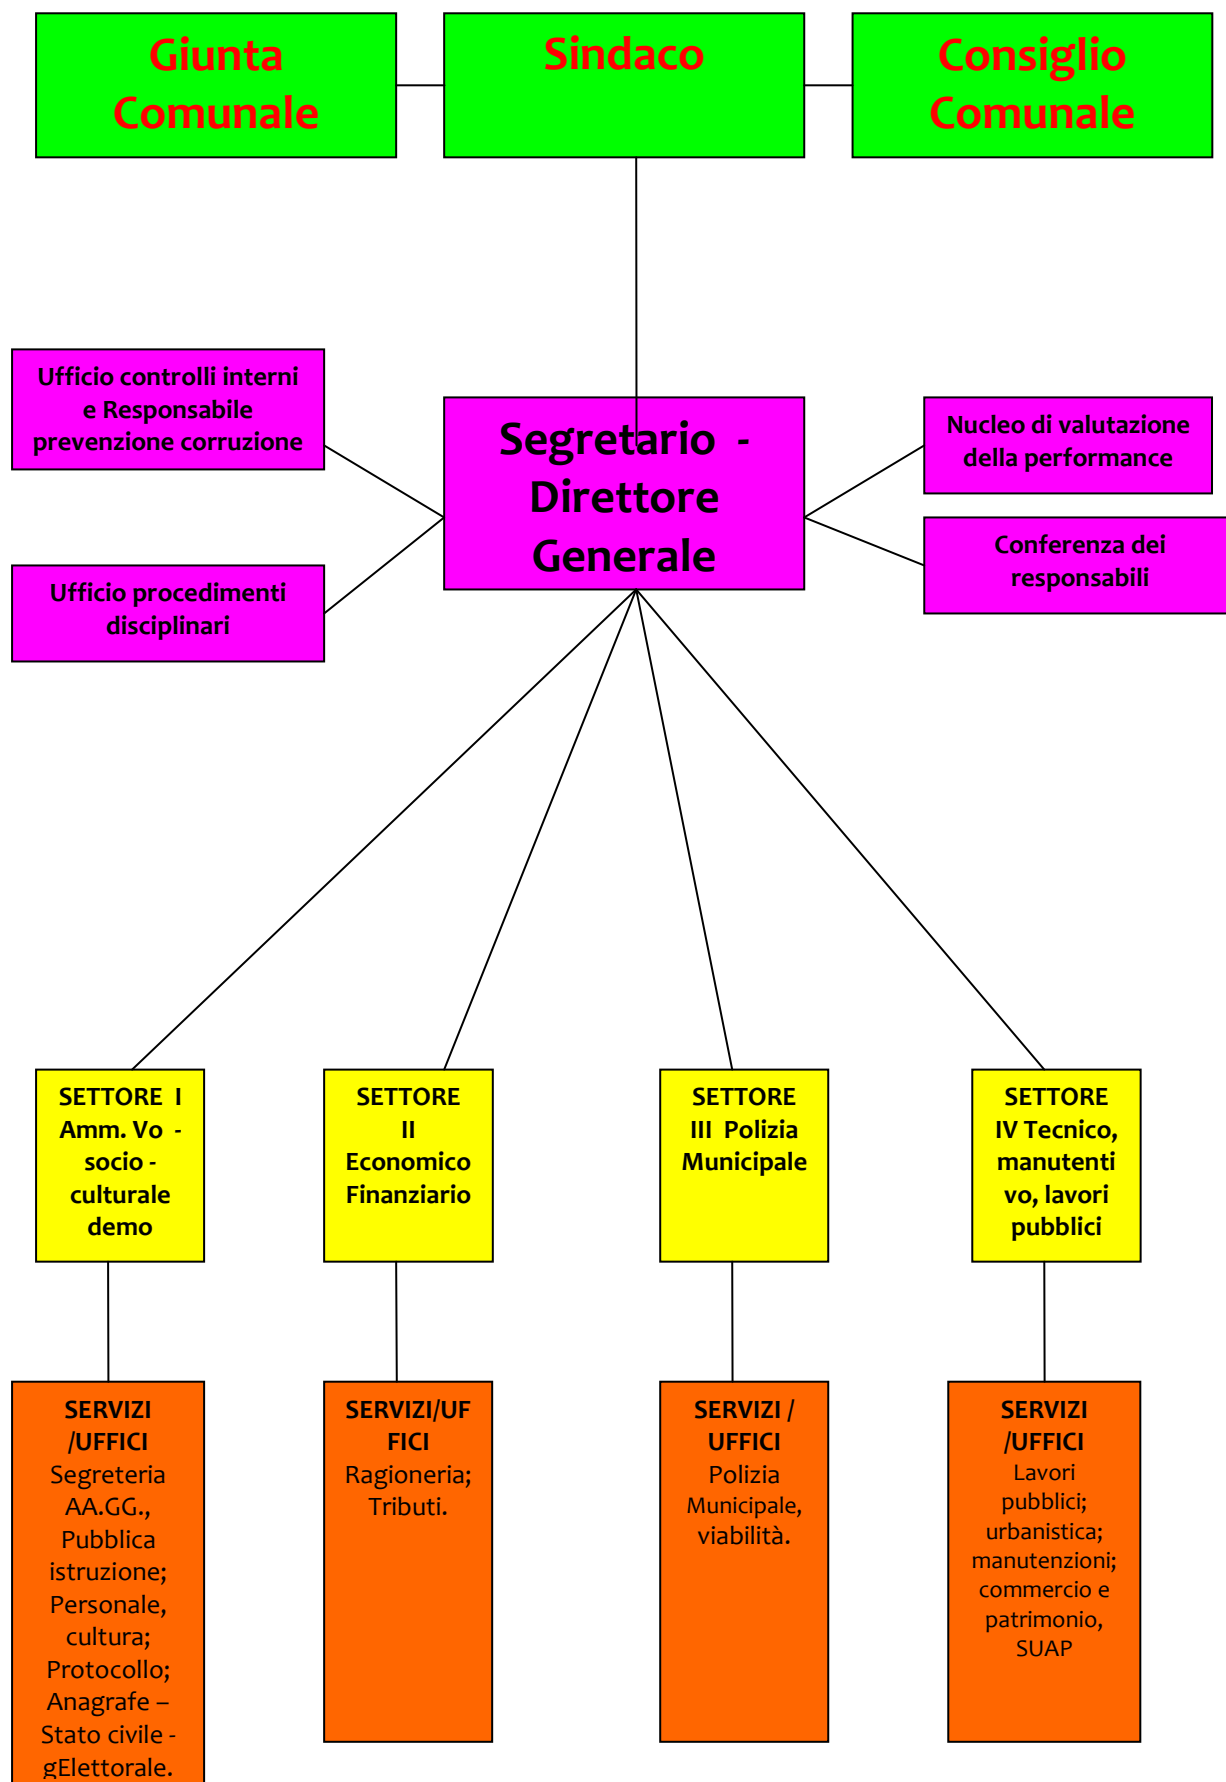 Giunta
Comunale
Sindaco
Consiglio
Comunale
Ufficio controlli interni
e Responsabile
prevenzione corruzione
Segretario -
Direttore
Generale
Nucleo di valutazione
della performance
Conferenza dei
responsabili
Ufficio procedimenti
disciplinari
SETTORE I
Amm. Vo -
socio -
culturale
demo
SETTORE
II
Economico
Finanziario
SETTORE
III Polizia
Municipale
SETTORE
IV Tecnico,
manutenti
vo, lavori
pubblici
SERVIZI
/UFFICI
Segreteria
AA.GG.,
Pubblica
istruzione;
Personale,
cultura;
Protocollo;
Anagrafe –
Stato civile -
gElettorale.
SERVIZI/UF
FICI
Ragioneria;
Tributi.
SERVIZI /
UFFICI
Polizia
Municipale,
viabilità.
SERVIZI
/UFFICI
Lavori
pubblici;
urbanistica;
manutenzioni;
commercio e
patrimonio,
SUAP